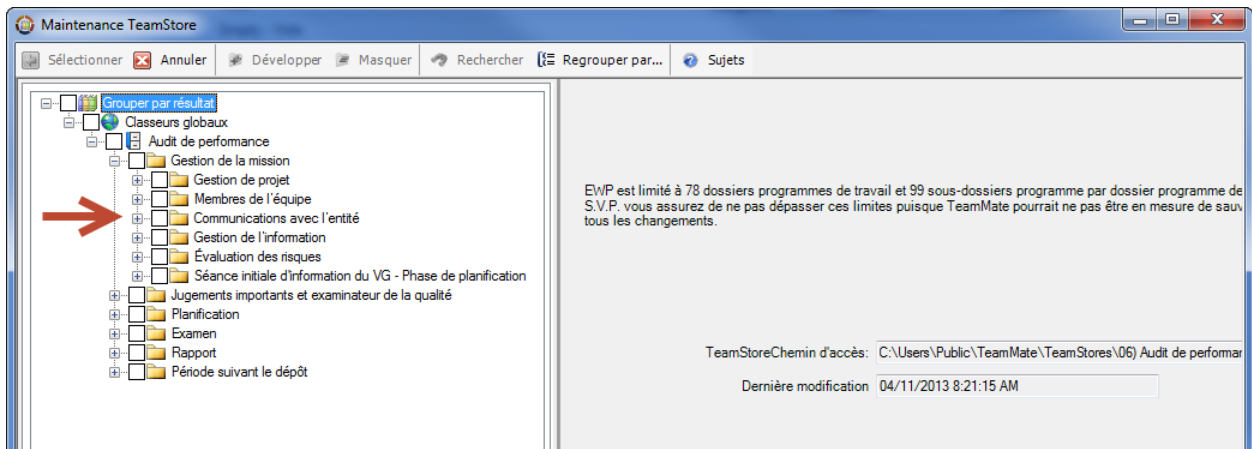 Maintenance TeamStore
Sélectionner Annuler Développer Masquer Rechercher Regrouper par... Sujets
Grouper par résultat
Classeurs globaux
Audit de performance
Gestion de la mission
Gestion de projet
Membres de l'équipe
Communications avec l'entité
Gestion de l'information
Évaluation des risques
Séance initiale d'information du VG - Phase de planification
Jugements importants et examinateur de la qualité
Planification
Examen
Rapport
Période suivant le dépôt
EWP est limité à 78 dossiers programmes de travail et 99 sous-dossiers programme par dossier programme de
S.V.P. vous assurez de ne pas dépasser ces limites puisque TeamMate pourrait ne pas être en mesure de sauv
tous les changements.
TeamStoreChemin d'accès: C:\Users\Public\TeamMate\TeamStores\06) Audit de performar
Dernière modification 04/11/2013 8:21:15 AM